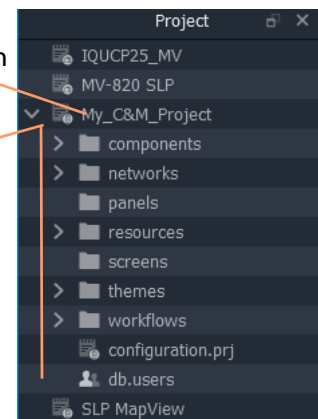 Project
n
IQUCP25_MV
MV-820 SLP
My_C&M_Project
components
networks
panels
resources
screens
themes
workflows
configuration.prj
db.users
SLP MapView